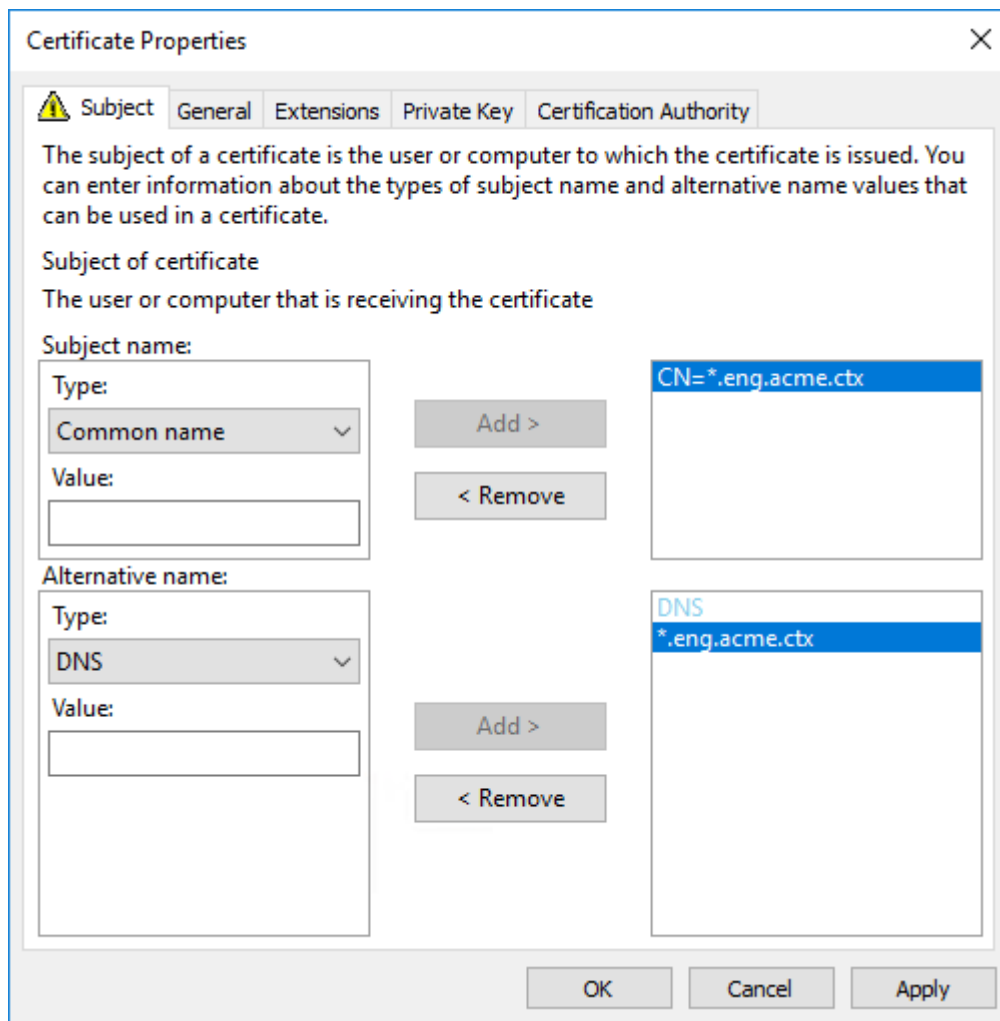 Certificate Properties
Subject General Extensions Private Key Certification Authority
The subject of a certificate is the user or computer to which the certificate is issued. You
can enter information about the types of subject name and alternative name values that
can be used in a certificate.
Subject of certificate
The user or computer that is receiving the certificate
Subject name:
Type:
Common name
Value:
Add >
< Remove
CN=*.eng.acme.ctx
Alternative name:
Type:
DNS
Value:
Add >
< Remove
DNS
*.eng.acme.ctx
OK Cancel Apply